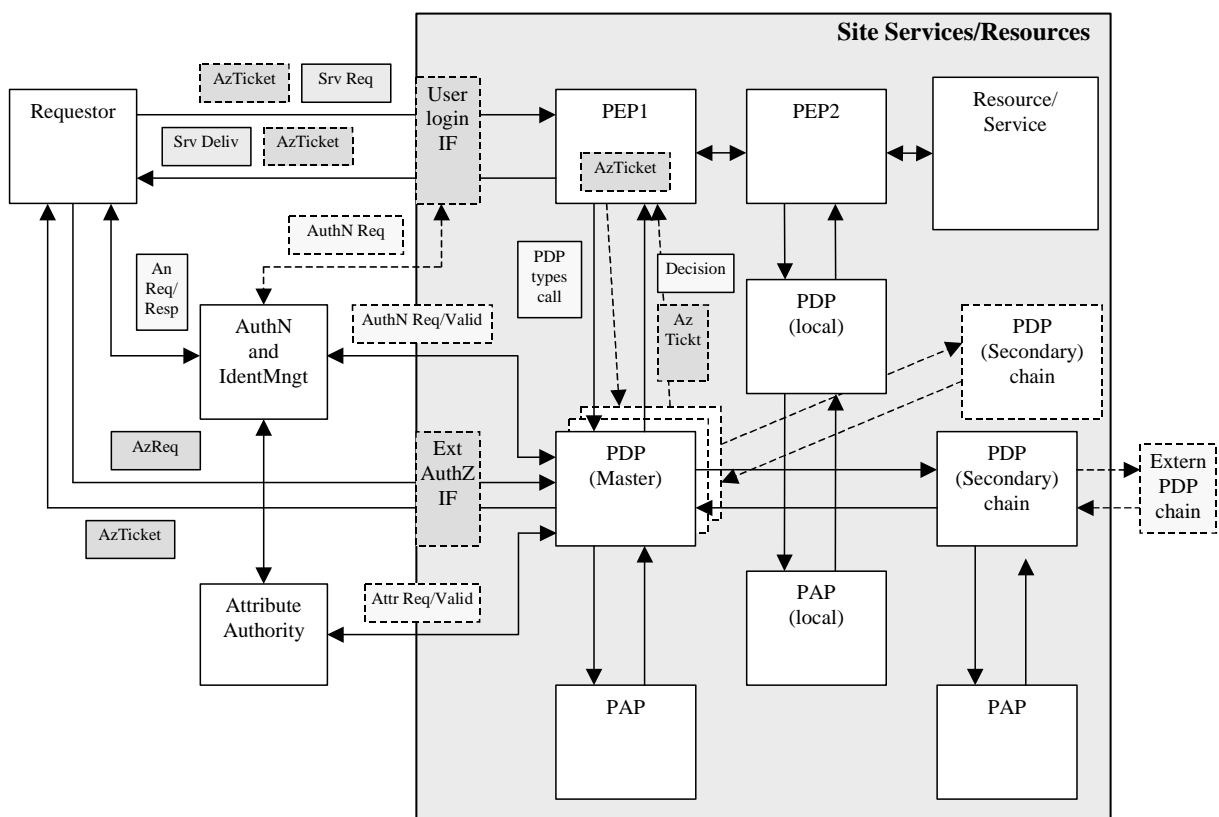 Site Services/Resources
AzTicket
Srv Req
Requestor
Srv Deliv
AzTicket
User
login
IF
PEP1
AzTicket
PEP2
Resource/
Service
AuthN Req
An
Req/
Resp
PDP
types
call
Decision
AuthN
and
IdentMngt
AuthN Req/Valid
Az
Tickt
PDP
(local)
PDP
(Secondary)
chain
AzReq
Ext
AuthZ
IF
PDP
(Master)
PDP
(Secondary)
chain
Extern
PDP
chain
AzTicket
Attribute
Authority
Attr Req/Valid
PAP
(local)
PAP
PAP